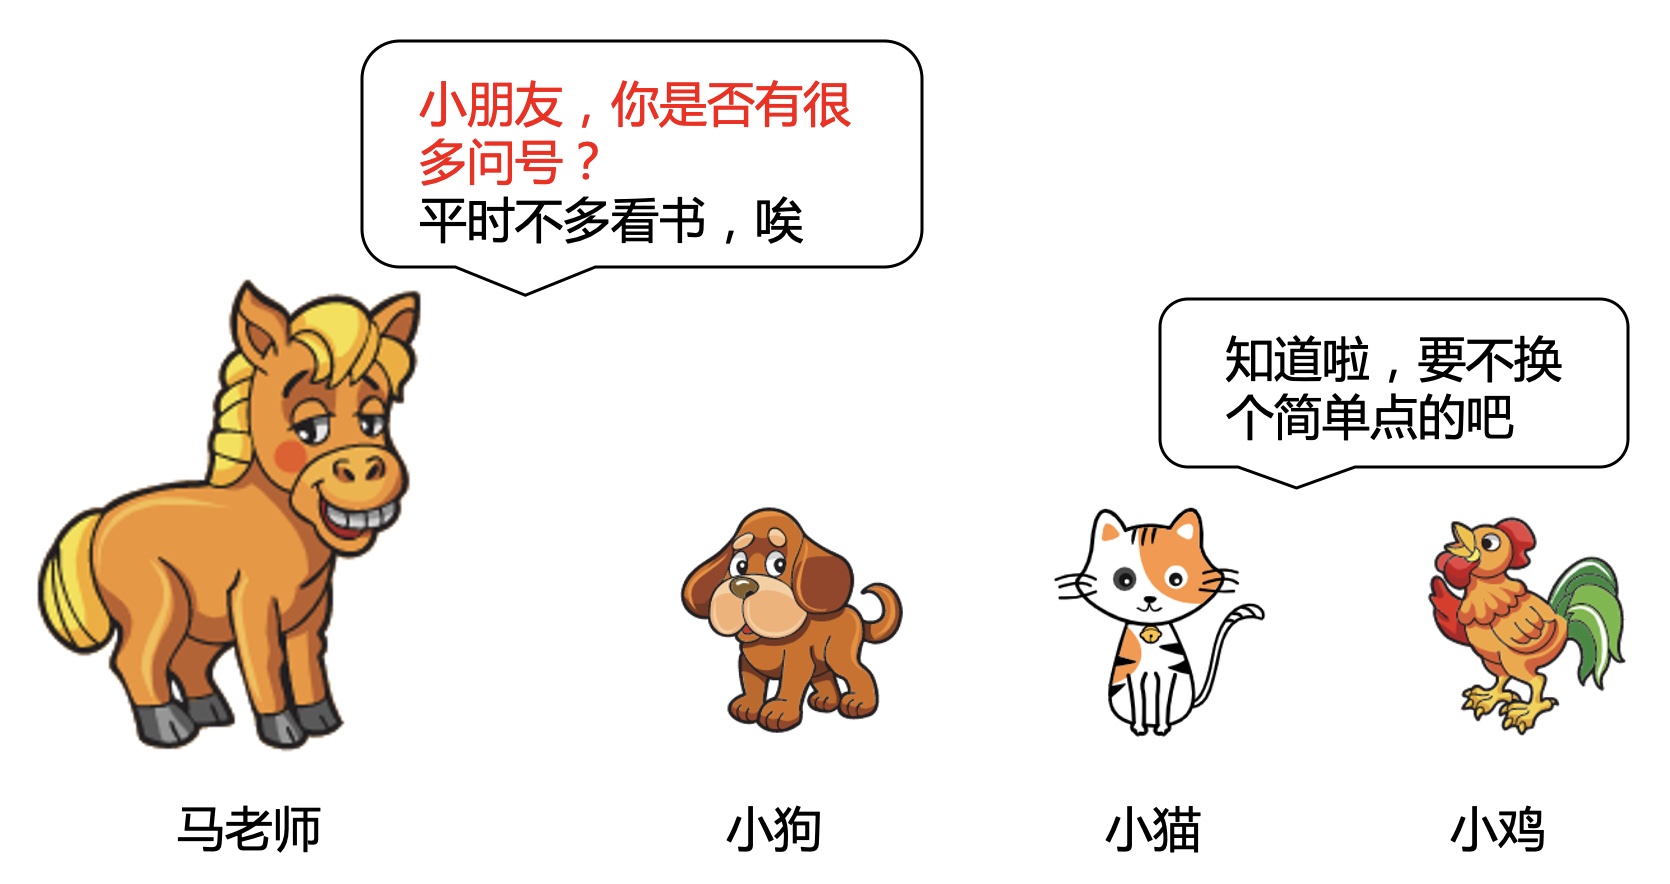 小朋友，你是否有很
多问号？
平时不多看书，唉
知道啦，要不换
个简单点的吧
马老师
小狗
小猫
小鸡